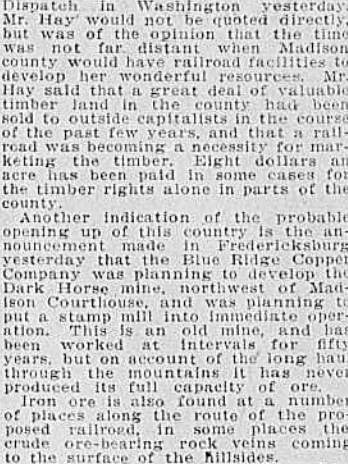 Dispatch in Washington yesterday.
Mr. Hay would not be quoted directly,
but was of the opinion that the time
was not far distant when Madison
county would have railroad facilities to
develop her wonderful resources. Mr.
Hay said that a great deal of valuable
timber land in the county had been
sold to outside capitalists in the course
of the past few years, and that a rail-
road was becoming a necessity for mar-
keting the timber. Eight dollars an
acre has been paid in some cases for
the timber rights alone in parts of the
county.
Another indication of the probable
opening up of this country is the an-
nouncement made in Fredericksburg
yesterday that the Blue Ridge Copper
Company was planning to develop the
Dark Horse mine, northwest of Mad-
ison Courthouse, and was planning to
put a stamp mill into immediate oper-
ation. This is an old mine, and has
been worked at intervals for fifty
years, but on account of the long haul
through the mountains it has never
produced its full capacity of ore.
Iron ore is also found at a number
of places along the route of the pro-
posed railroad, in some places the
crude ore-bearing rock veins coming
to the surface of the hillsides.